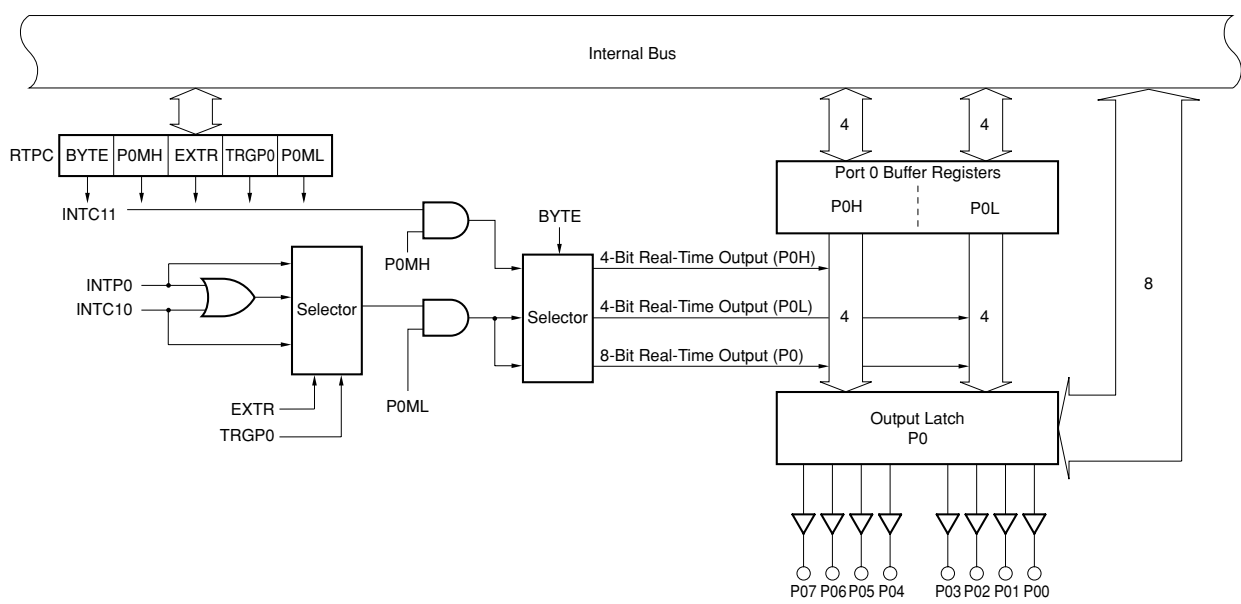 Internal Bus
4
4
RTPC
BYTE
P0MH
EXTR
TRGP0
P0ML
Port 0 Buffer Registers
P0H
P0L
INTC11
BYTE
P0MH
4-Bit Real-Time Output (P0H)
INTP0
INTC10
Selector
Selector
4-Bit Real-Time Output (P0L)
4
4
8
8-Bit Real-Time Output (P0)
P0ML
EXTR
TRGP0
Output Latch
P0
P07
P06
P05
P04
P03
P02
P01
P00